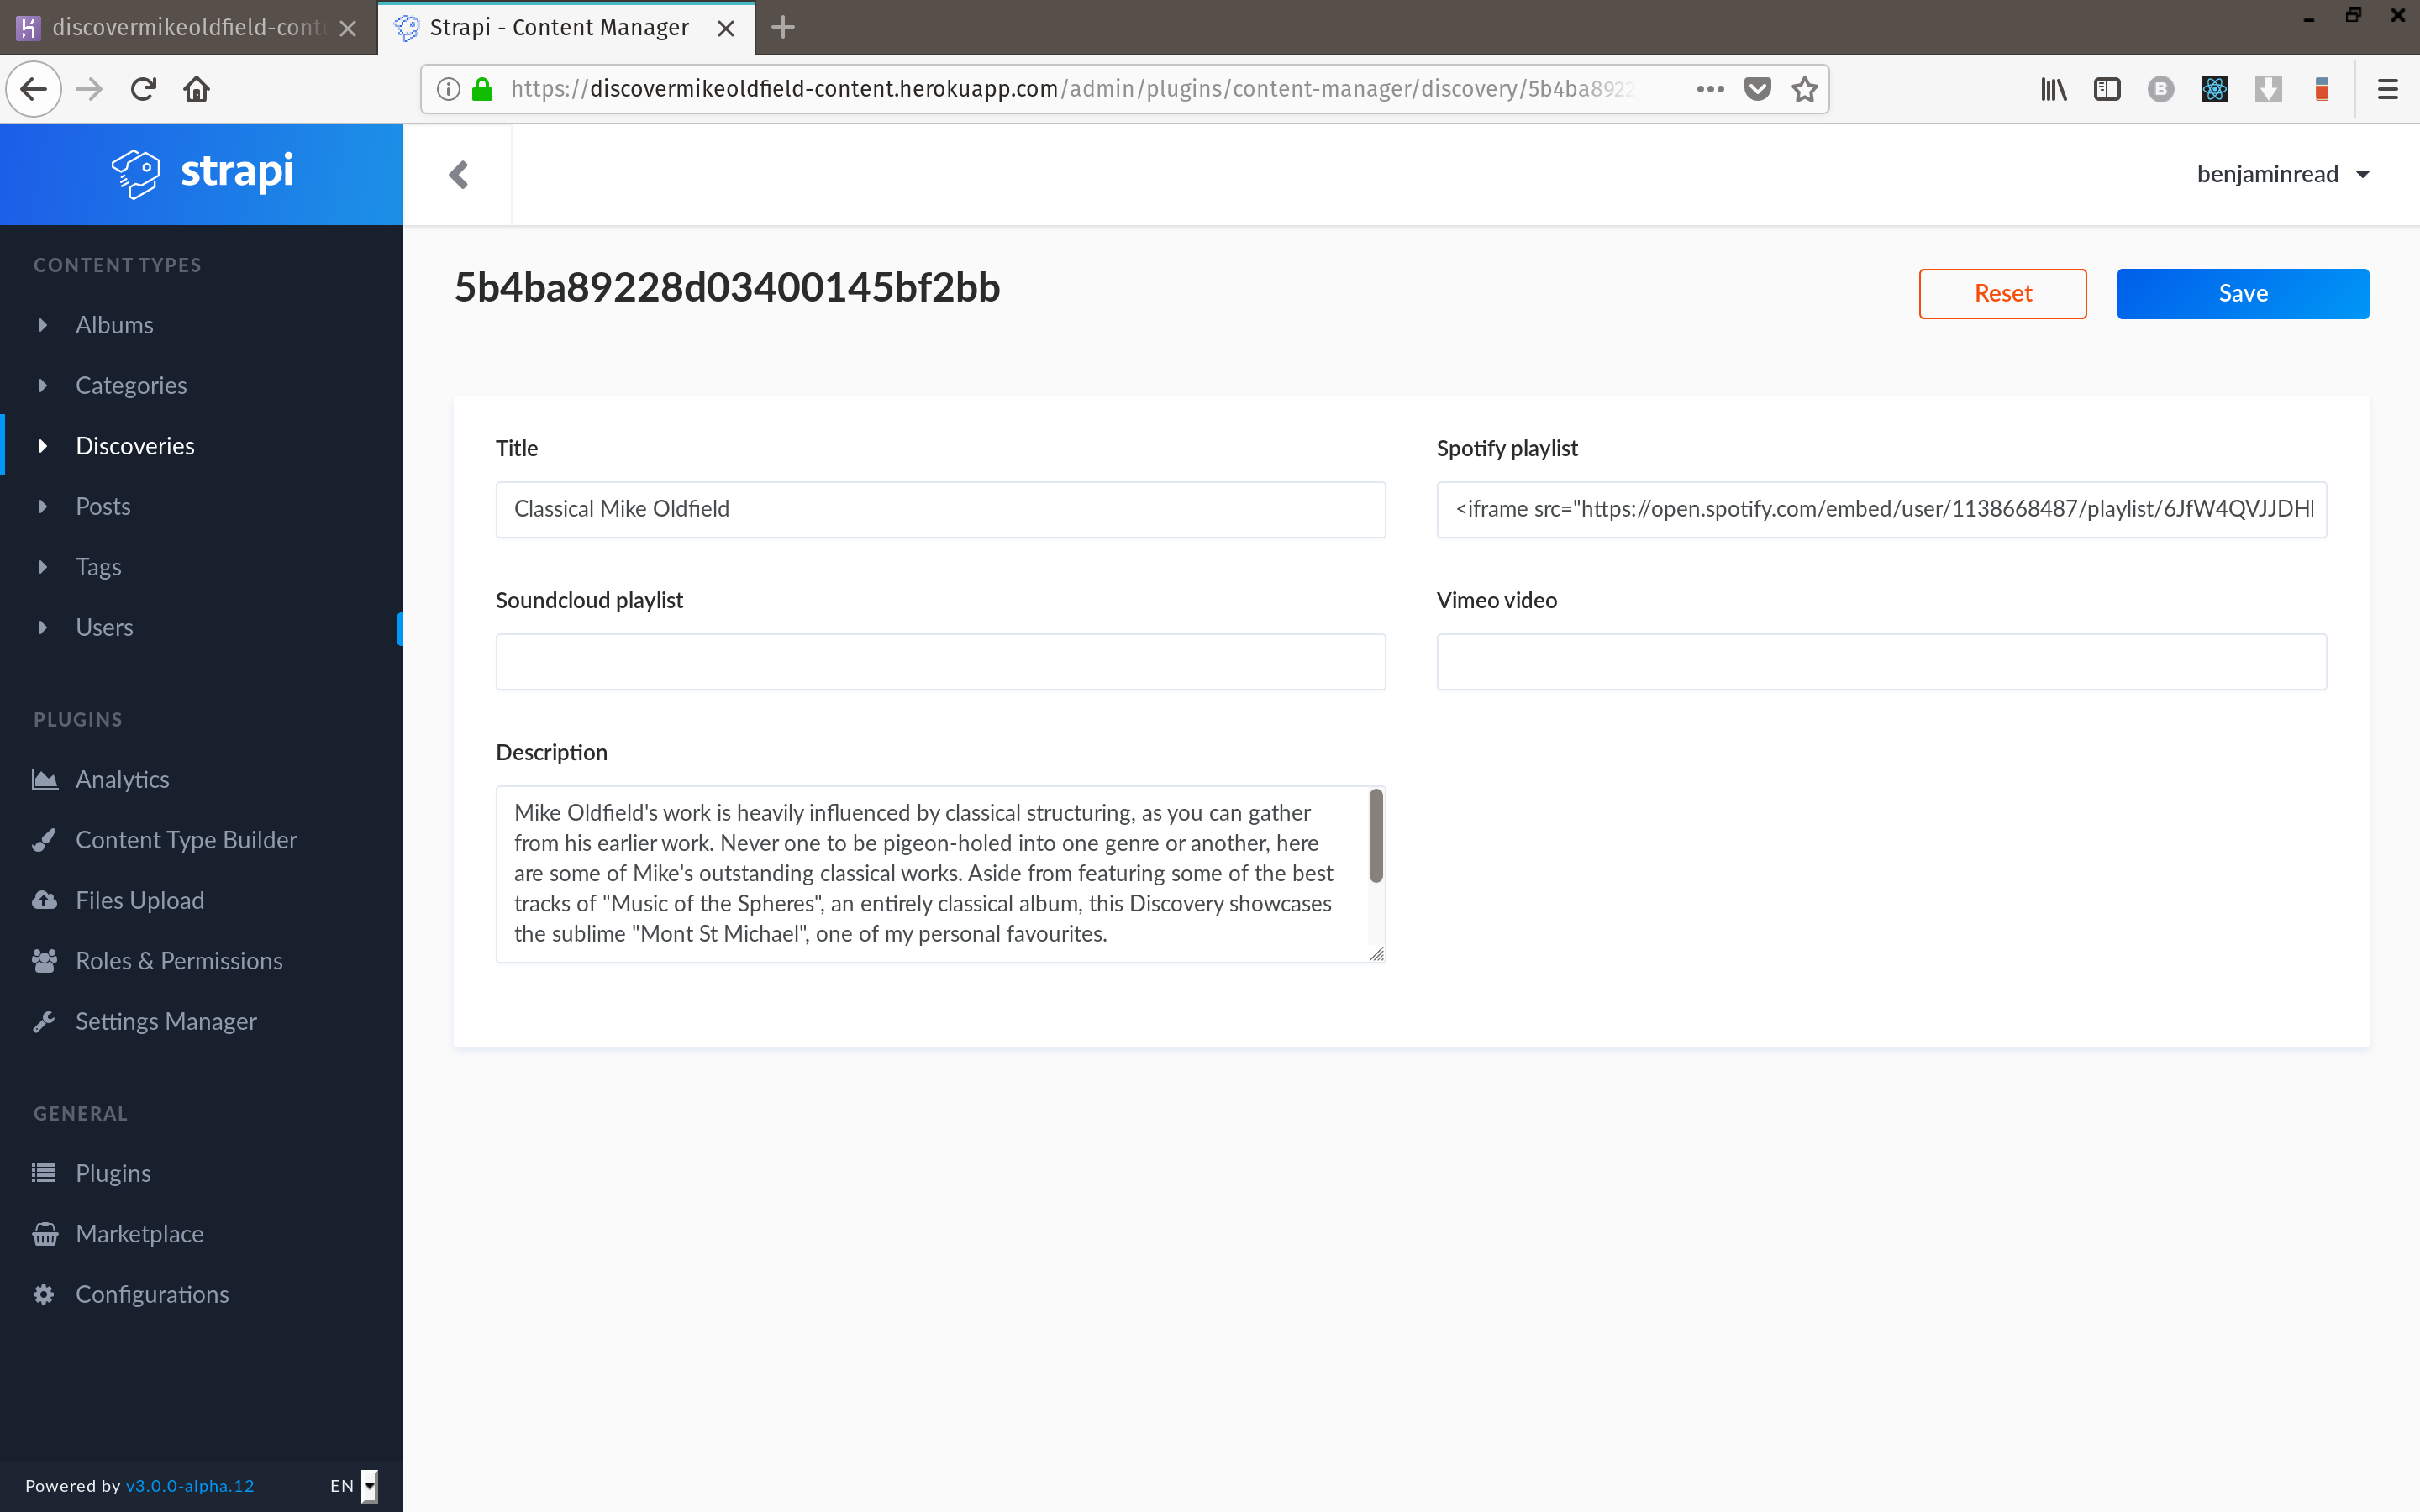 discovermikeoldfield-conte
Strapi - Content Manager
https://discovermikeoldfield-content.herokuapp.com/admin/plugins/content-manager/discovery/5b4ba8922
B
strapi
benjaminread
CONTENT TYPES
Albums
Categories
Discoveries
Posts
Tags
Users
PLUGINS
Analytics
Content Type Builder
Files Upload
Roles & Permissions
Settings Manager
GENERAL
Plugins
Marketplace
Configurations
Powered by v3.0.0-alpha.12
EN
5b4ba89228d03400145bf2bb
Reset
Save
Title
Classical Mike Oldfield
Spotify playlist
<iframe src="https://open.spotify.com/embed/user/1138668487/playlist/6JfW4QVJJDH
Soundcloud playlist
Vimeo video
Description
Mike Oldfield's work is heavily influenced by classical structuring, as you can gather
from his earlier work. Never one to be pigeon-holed into one genre or another, here
are some of Mike's outstanding classical works. Aside from featuring some of the best
tracks of "Music of the Spheres", an entirely classical album, this Discovery showcases
the sublime "Mont St Michael", one of my personal favourites.